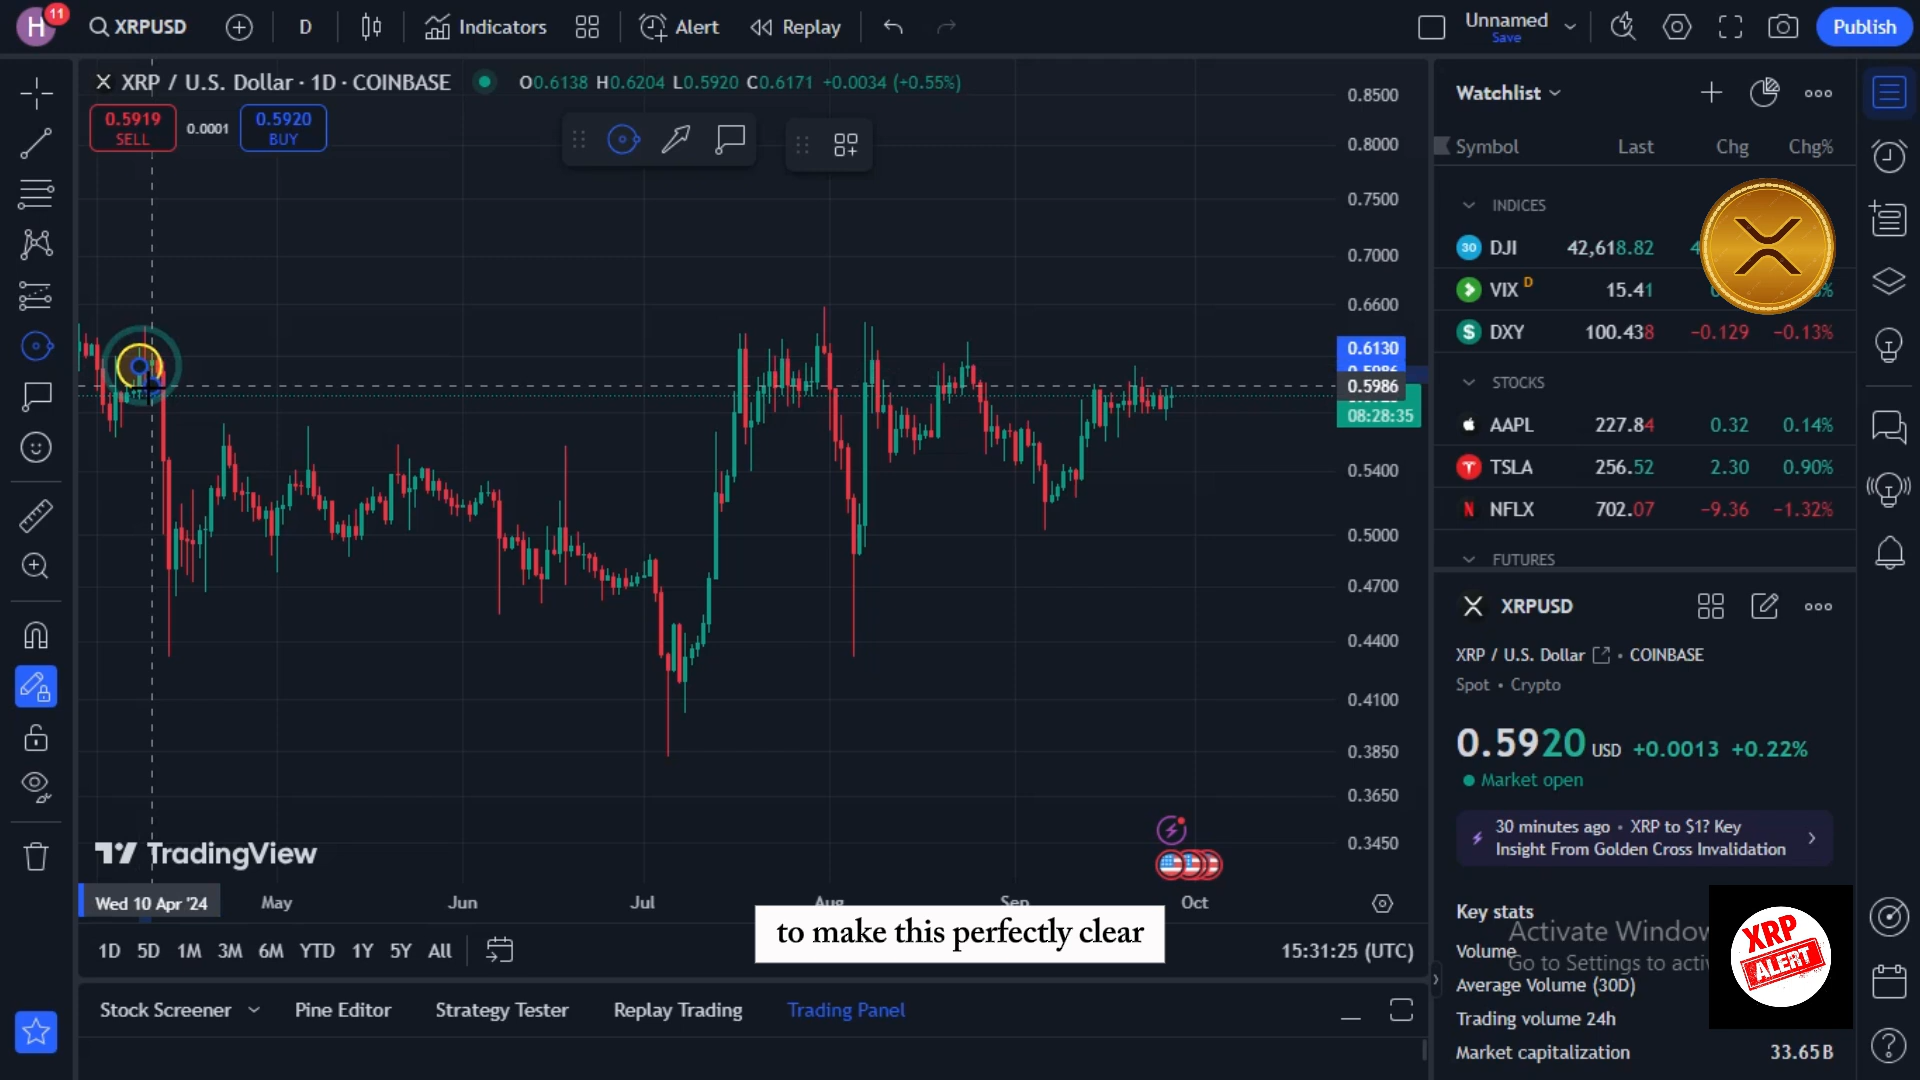 H 11 XRPUSD D Indicators Alert Replay Unnamed Save Publish
XRP / U.S. Dollar · 1D · COINBASE O0.6138 H0.6204 L0.5920 C0.6171 +0.0034 (+0.55%)
0.5919 SELL 0.0001 0.5920 BUY
0.8500
0.8000
0.7500
0.7000
0.6600
0.6130
0.5986
0.5986
08:28:35
0.5400
0.5000
0.4700
0.4400
0.4100
0.3850
0.3650
0.3450
TradingView
Wed 10 Apr '24 May Jun Jul Aug Sep Oct
to make this perfectly clear
1D 5D 1M 3M 6M YTD 1Y 5Y All 15:31:25 (UTC)
Stock Screener Pine Editor Strategy Tester Replay Trading Trading Panel
Watchlist
Symbol Last Chg Chg%
INDICES
30 DJI 42,618.82 4
VIX D 15.41 %
DXY 100.438 −0.129 −0.13%
STOCKS
AAPL 227.84 0.32 0.14%
TSLA 256.52 2.30 0.90%
NFLX 702.07 −9.36 −1.32%
FUTURES
XRPUSD
XRP / U.S. Dollar • COINBASE
Spot • Crypto
0.5920 USD +0.0013 +0.22%
Market open
30 minutes ago • XRP to $1? Key
Insight From Golden Cross Invalidation
Key stats
Activate Window
Volume
Go to Settings to acti
Average Volume (30D)
Trading volume 24h
Market capitalization 33.65B
XRP
ALERT